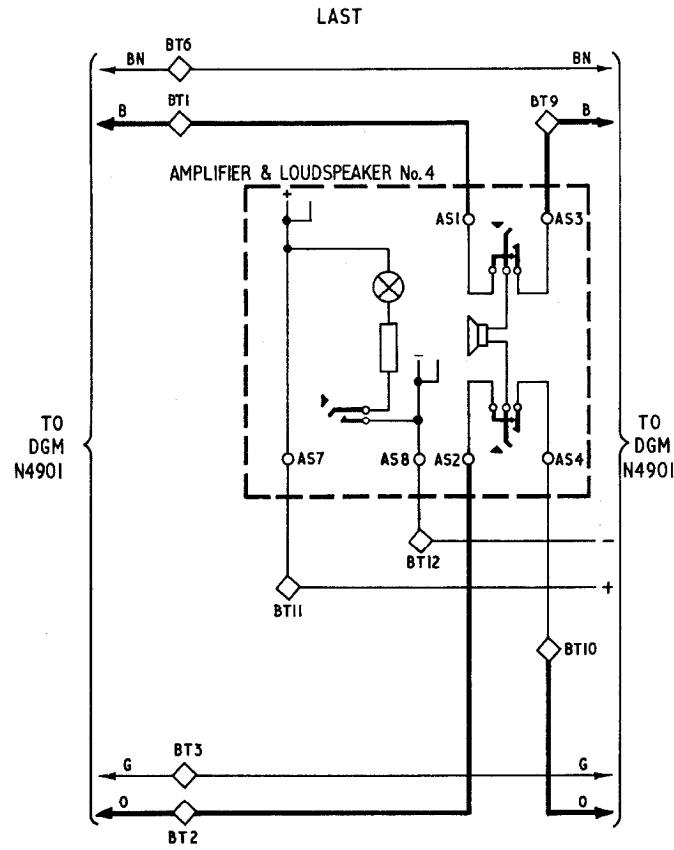 LAST
BN BT6 BN
B BT1 BT9 B
AMPLIFIER & LOUDSPEAKER No. 4
+
AS1 AS3
−
TO
DGM
N4901
TO
DGM
N4901
AS7 AS8 AS2 AS4
BT12 −
BT11 +
BT10
G BT3 G
O BT2 O